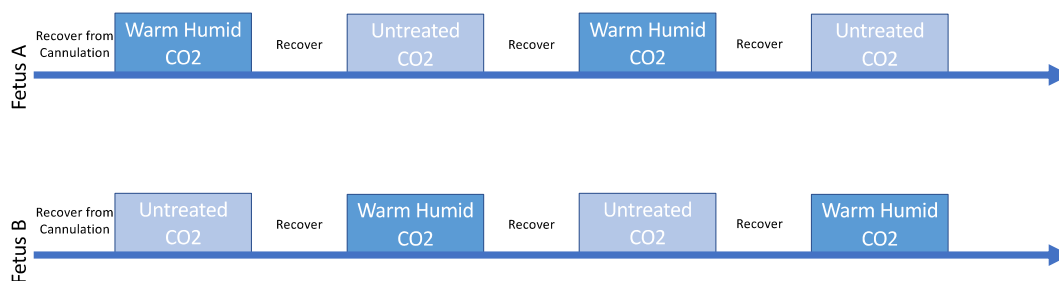 Fetus A
Recover from
Cannulation
Warm Humid
CO2
Recover
Untreated
CO2
Recover
Warm Humid
CO2
Recover
Untreated
CO2
Fetus B
Recover from
Cannulation
Untreated
CO2
Recover
Warm Humid
CO2
Recover
Untreated
CO2
Recover
Warm Humid
CO2